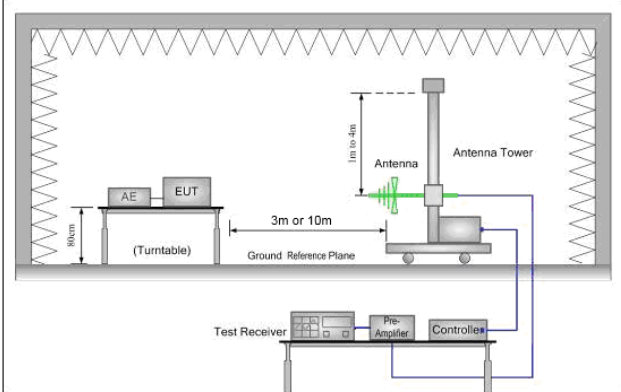 1m to 4m
Antenna
Antenna Tower
AE
EUT
80cm
(Turntable)
3m or 10m
Ground Reference Plane
Test Receiver
Pre-
Amplifier
Controller